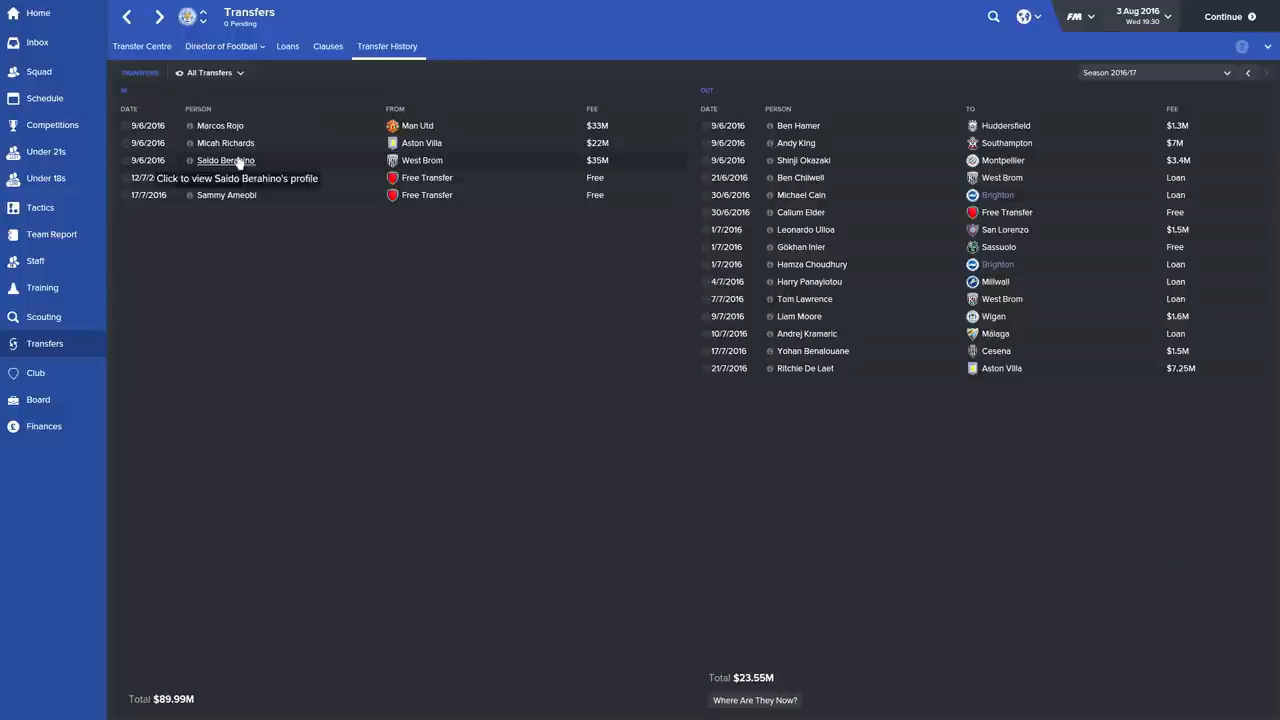 Home
Inbox
Squad
Schedule
Competitions
Under 21s
Under 18s
Tactics
Team Report
Staff
Training
Scouting
Transfers
Club
Board
Finances
Transfers
0 Pending
FM
3 Aug 2016
Wed 19:30
Continue
Transfer Centre Director of Football Loans Clauses Transfer History
?
TRANSFERS All Transfers
Season 2016/17
IN
DATE PERSON FROM FEE
9/6/2016 Marcos Rojo Man Utd $33M
9/6/2016 Micah Richards Aston Villa $22M
9/6/2016 Saido Berahino West Brom $35M
12/7/2 Free Transfer Free
Click to view Saido Berahino's profile
17/7/2016 Sammy Ameobi Free Transfer Free
Total $89.99M
OUT
DATE PERSON TO FEE
9/6/2016 Ben Hamer Huddersfield $1.3M
9/6/2016 Andy King Southampton $7M
9/6/2016 Shinji Okazaki Montpellier $3.4M
21/6/2016 Ben Chilwell West Brom Loan
30/6/2016 Michael Cain Brighton Loan
30/6/2016 Callum Elder Free Transfer Free
1/7/2016 Leonardo Ulloa San Lorenzo $1.5M
1/7/2016 Gökhan Inler Sassuolo Free
1/7/2016 Hamza Choudhury Brighton Loan
4/7/2016 Harry Panayiotou Millwall Loan
7/7/2016 Tom Lawrence West Brom Loan
9/7/2016 Liam Moore Wigan $1.6M
10/7/2016 Andrej Kramaric Málaga Loan
17/7/2016 Yohan Benalouane Cesena $1.5M
21/7/2016 Ritchie De Laet Aston Villa $7.25M
Total $23.55M
Where Are They Now?